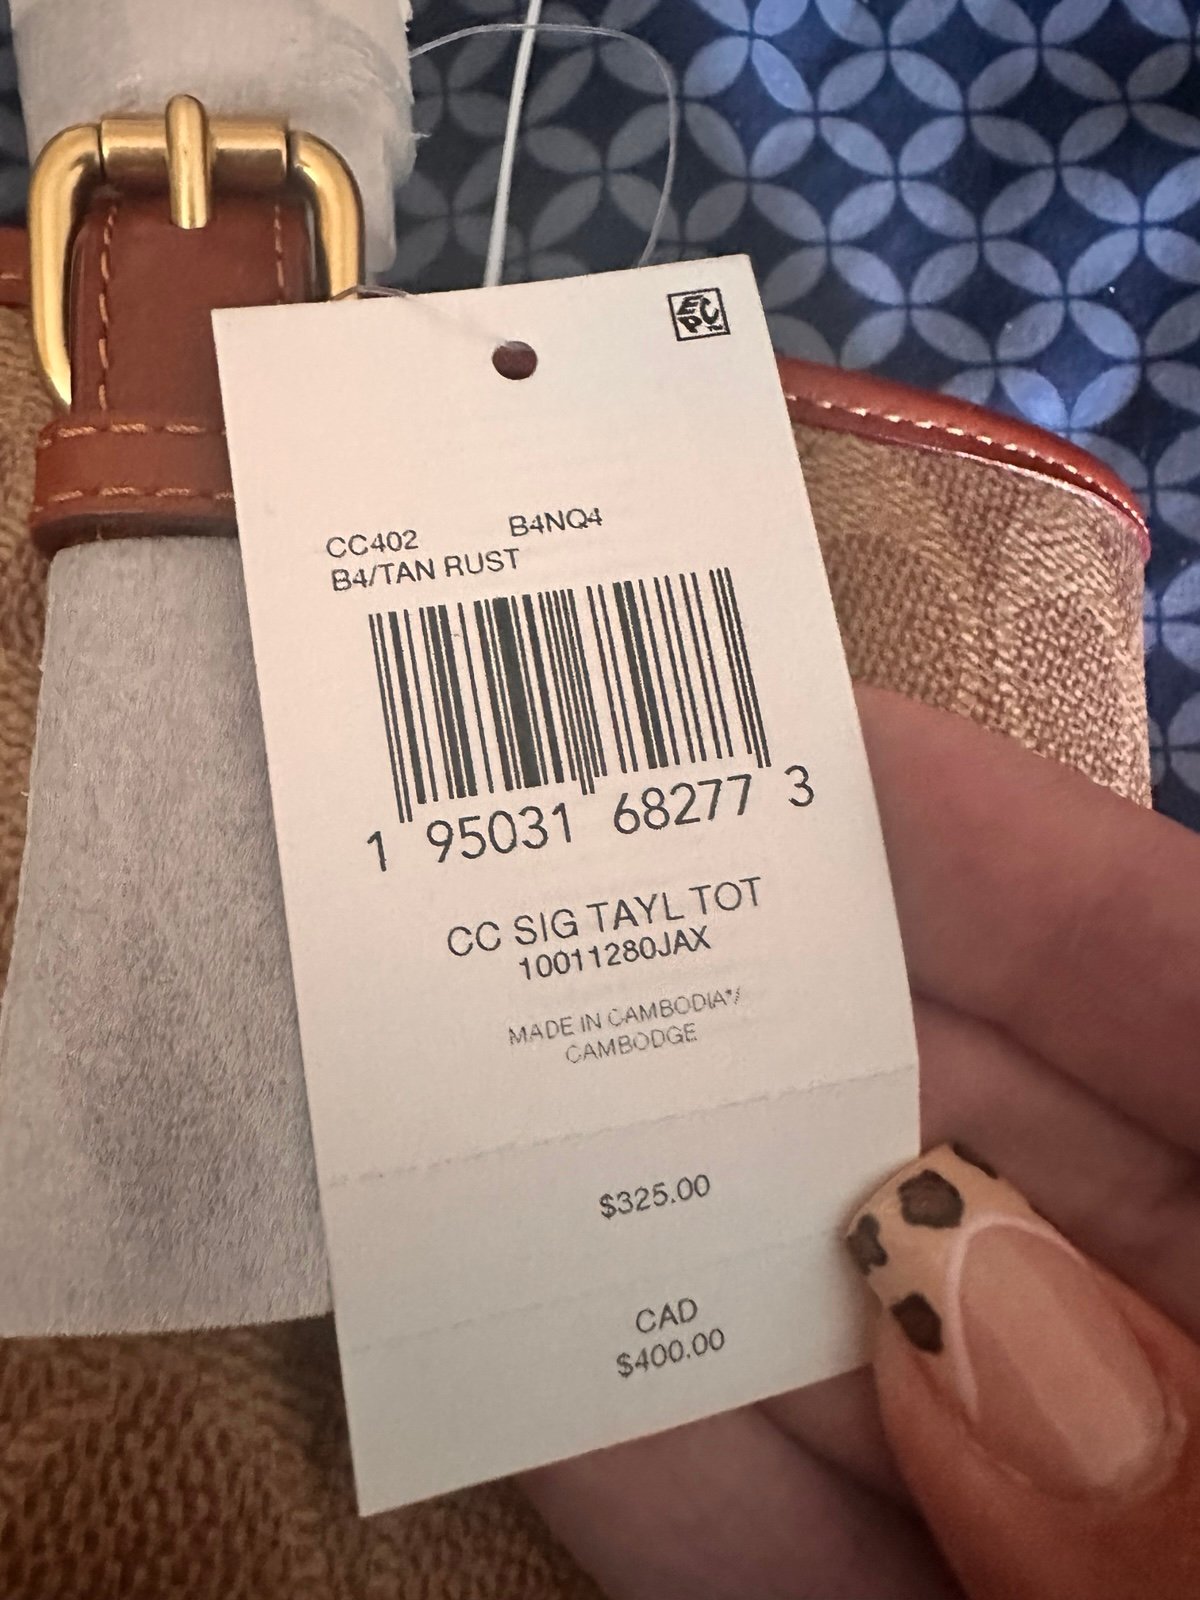 EPC™
CC402 B4NQ4
B4/TAN RUST
1 95031 68277 3
CC SIG TAYL TOT
10011280JAX
MADE IN CAMBODIA*/
CAMBODGE
$325.00
CAD
$400.00